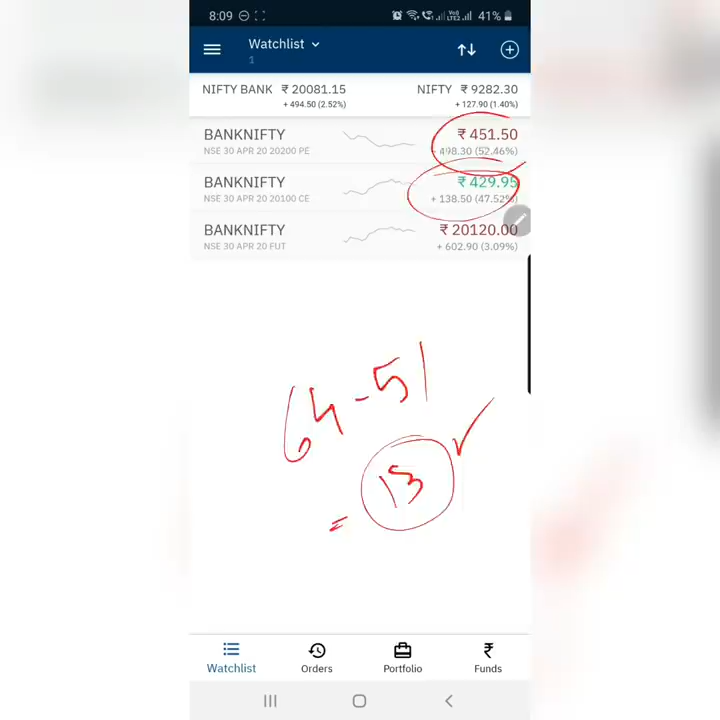 8:09 41%
Watchlist
1
NIFTY BANK ₹ 20081.15 NIFTY ₹ 9282.30
+ 494.50 (2.52%) + 127.90 (1.40%)
BANKNIFTY ₹ 451.50
NSE 30 APR 20 20200 PE - 498.30 (52.46%)
BANKNIFTY ₹ 429.95
NSE 30 APR 20 20100 CE + 138.50 (47.52%)
BANKNIFTY ₹ 20120.00
NSE 30 APR 20 FUT + 602.90 (3.09%)
64 - 51
= 13
Watchlist Orders Portfolio Funds